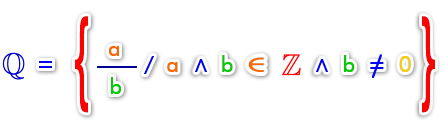 ℚ = { a/b / a ∧ b ∈ ℤ ∧ b ≠ 0 }